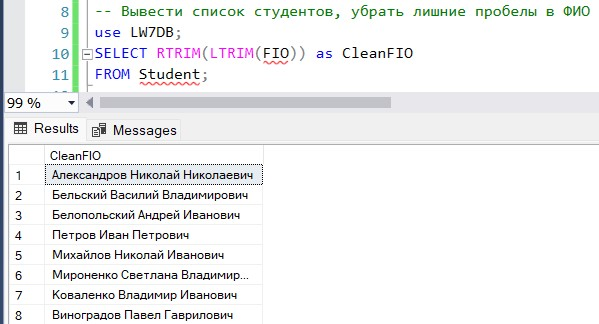 8 -- Вывести список студентов, убрать лишние пробелы в ФИО
9 use LW7DB;
10 SELECT RTRIM(LTRIM(FIO)) as CleanFIO
11 FROM Student;
99 %
Results Messages
CleanFIO
1 Александров Николай Николаевич
2 Бельский Василий Владимирович
3 Белопольский Андрей Иванович
4 Петров Иван Петрович
5 Михайлов Николай Иванович
6 Мироненко Светлана Владимир...
7 Коваленко Владимир Иванович
8 Виноградов Павел Гаврилович